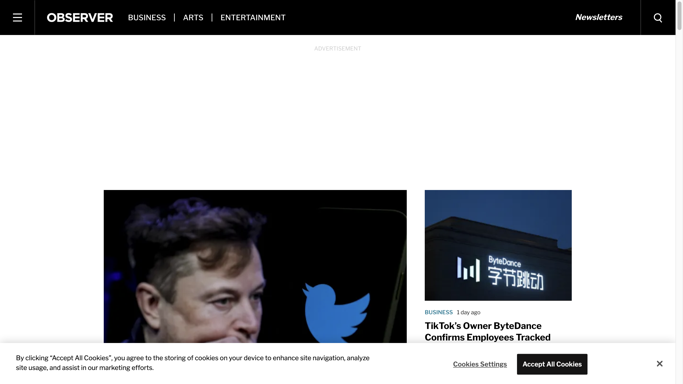 OBSERVER
BUSINESS | ARTS | ENTERTAINMENT
Newsletters
ADVERTISEMENT
ByteDance
字节跳动
BUSINESS 1 day ago
TikTok's Owner ByteDance
Confirms Employees Tracked
By clicking “Accept All Cookies”, you agree to the storing of cookies on your device to enhance site navigation, analyze
site usage, and assist in our marketing efforts.
Cookies Settings
Accept All Cookies